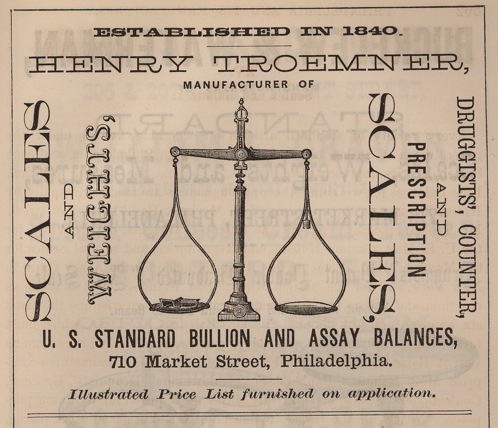 ESTABLISHED IN 1840.
HENRY TROEMNER,
MANUFACTURER OF
SCALES
AND
WEIGHTS,
DRUGGISTS', COUNTER,
AND
PRESCRIPTION
SCALES,
U. S. STANDARD BULLION AND ASSAY BALANCES,
710 Market Street, Philadelphia.
Illustrated Price List furnished on application.